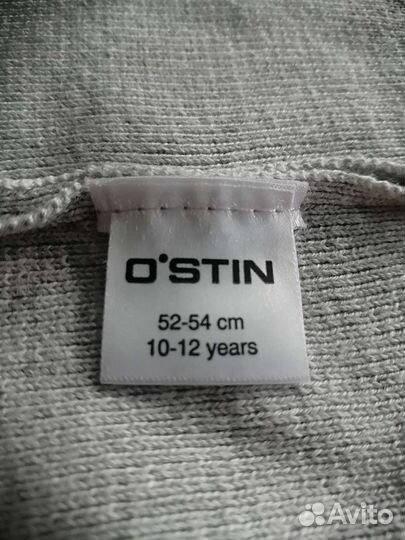 O'STIN
52-54 cm
10-12 years
Avito